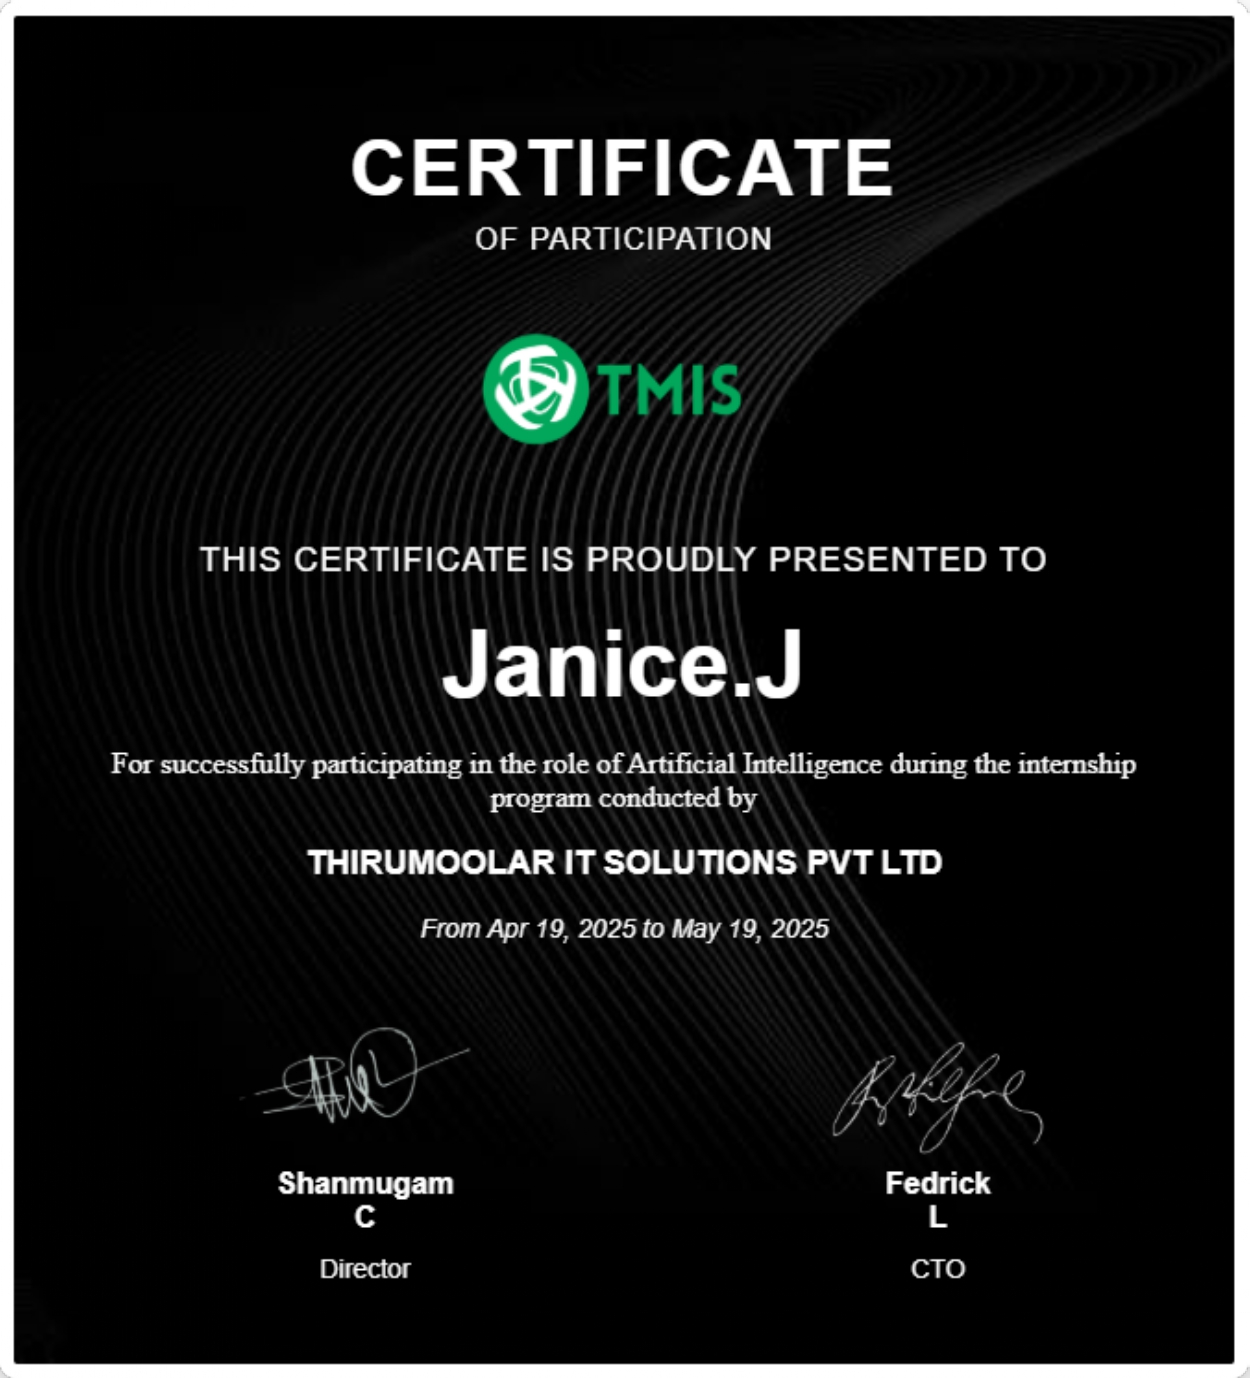 CERTIFICATE
OF PARTICIPATION
TMIS
THIS CERTIFICATE IS PROUDLY PRESENTED TO
Janice.J
For successfully participating in the role of Artificial Intelligence during the internship
program conducted by
THIRUMOOLAR IT SOLUTIONS PVT LTD
From Apr 19, 2025 to May 19, 2025
Shanmugam
C
Director
Fedrick
L
CTO